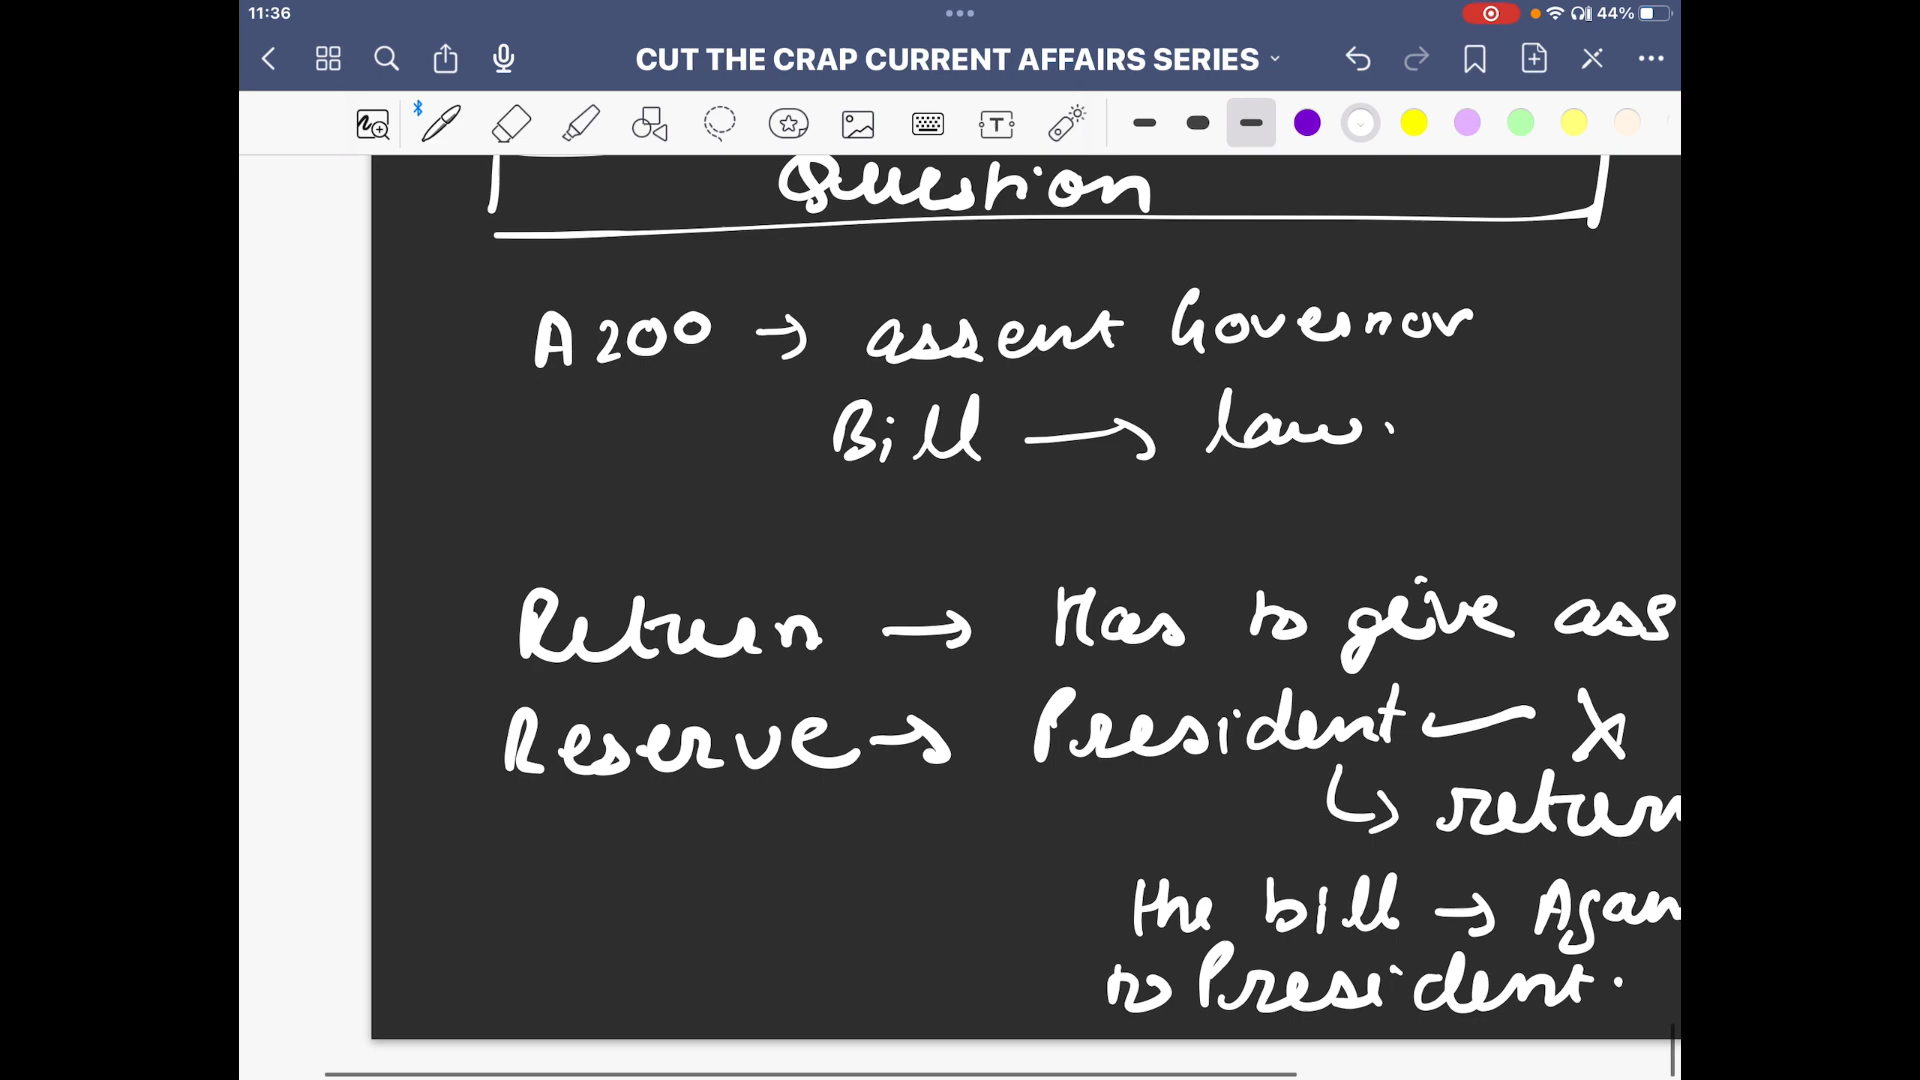 11:36
44%
CUT THE CRAP CURRENT AFFAIRS SERIES
T
Question
A 200 → assent Governor
Bill → law.
Return → Has to give ass
Reserve → President X
↳ return
the bill → Again
to President.